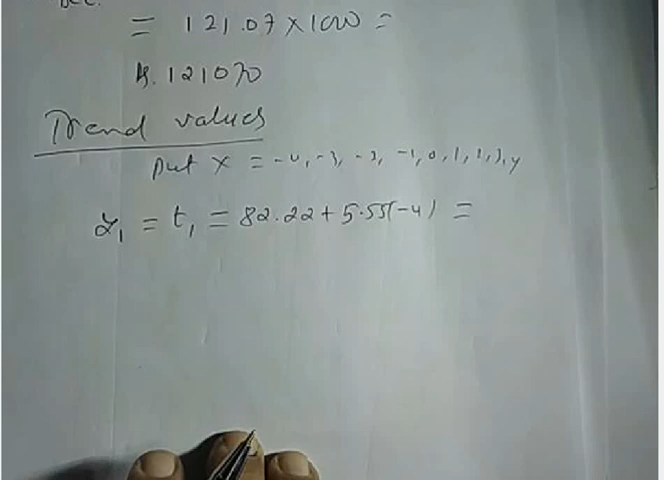 Dec.
= 121.07 x 1000 =
Rs. 121070
Trend values
Put X = -4, -3, -2, -1, 0, 1, 2, 3, 4
Y₁ = t₁ = 82.22 + 5.55(-4) =